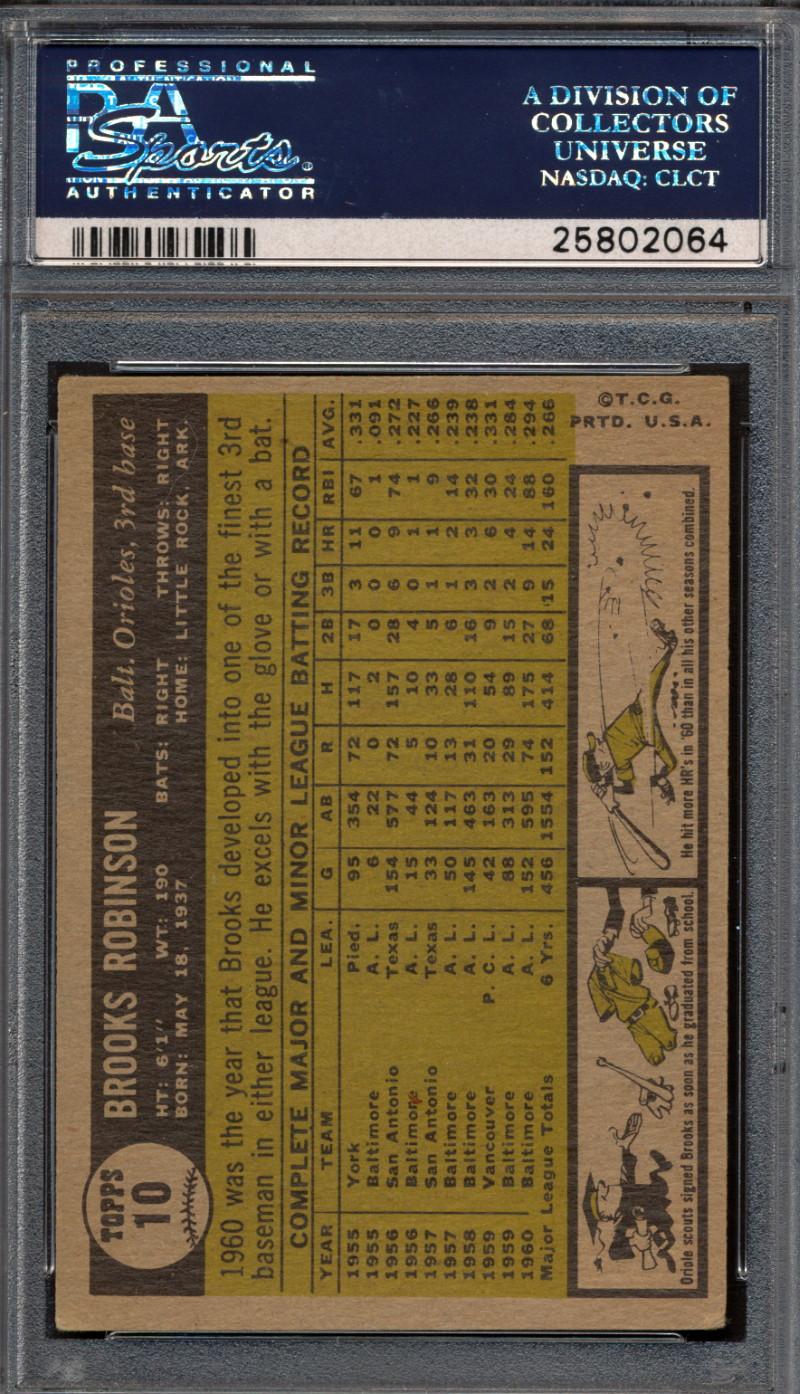 PROFESSIONAL
PSA
Sports.
AUTHENTICATOR
A DIVISION OF
COLLECTORS
UNIVERSE
NASDAQ: CLCT
25802064
TOPPS
10
BROOKS ROBINSON Balt. Orioles, 3rd base
HT: 6'1" WT: 190 BATS: RIGHT THROWS: RIGHT
BORN: MAY 18, 1937 HOME: LITTLE ROCK, ARK.
1960 was the year that Brooks developed into one of the finest 3rd
baseman in either league. He excels with the glove or with a bat.
COMPLETE MAJOR AND MINOR LEAGUE BATTING RECORD
YEAR TEAM LEA. G AB R H 2B 3B HR RBI AVG.
1955 York Pied. 95 354 72 117 17 3 11 67 .331
1955 Baltimore A. L. 6 22 0 2 0 0 0 1 .091
1956 San Antonio Texas 154 577 72 157 28 6 9 74 .272
1956 Baltimore A. L. 15 44 5 10 4 0 1 1 .227
1957 San Antonio Texas 33 124 10 33 5 1 1 9 .266
1957 Baltimore A. L. 50 117 13 28 6 1 2 14 .239
1958 Baltimore A. L. 145 463 31 110 16 3 3 32 .238
1959 Vancouver P. C. L. 42 163 20 54 9 2 6 30 .331
1959 Baltimore A. L. 88 313 29 89 15 2 4 24 .284
1960 Baltimore A. L. 152 595 74 175 27 9 14 88 .294
Major League Totals 6 Yrs. 456 1554 152 414 68 15 24 160 .266
Oriole scouts signed Brooks as soon as he graduated from school.
He hit more HR's in '60 than in all his other seasons combined.
©T.C.G.
PRTD. U.S.A.